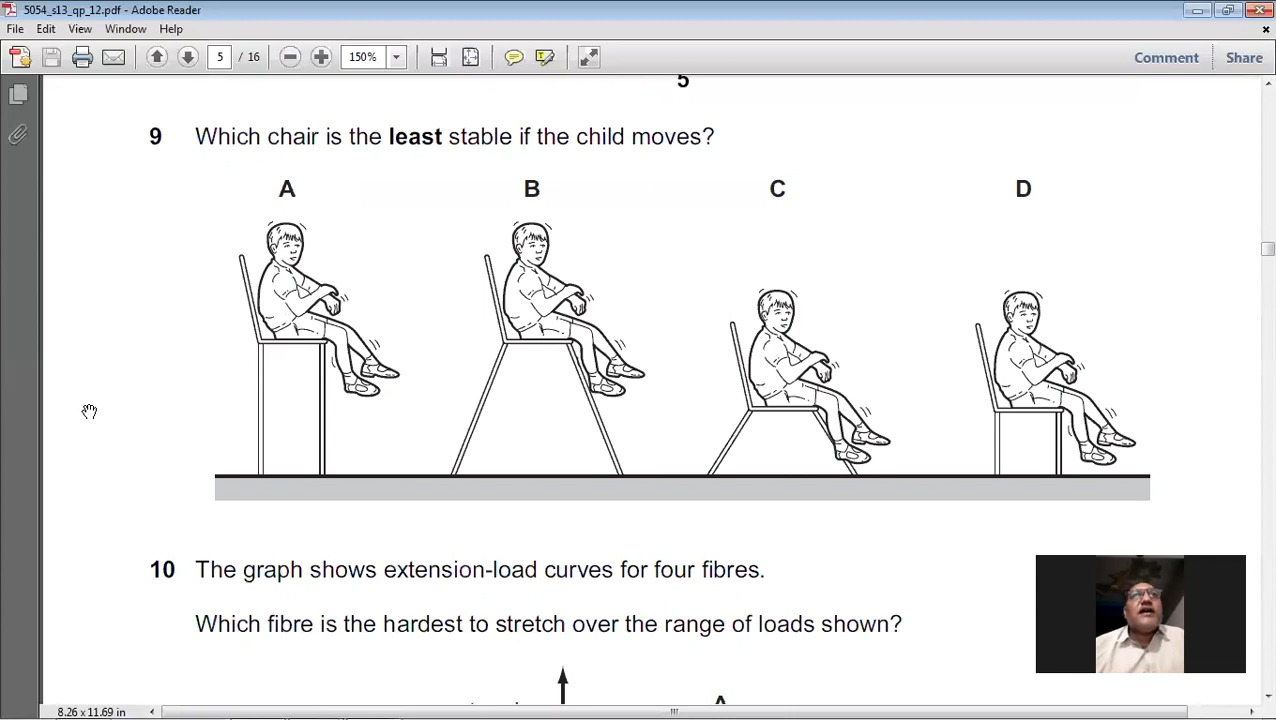 5054_s13_qp_12.pdf - Adobe Reader
File Edit View Window Help
5 / 16 150% Comment Share
5
9 Which chair is the least stable if the child moves?
A B C D
10 The graph shows extension-load curves for four fibres.
Which fibre is the hardest to stretch over the range of loads shown?
A
8.26 x 11.69 in